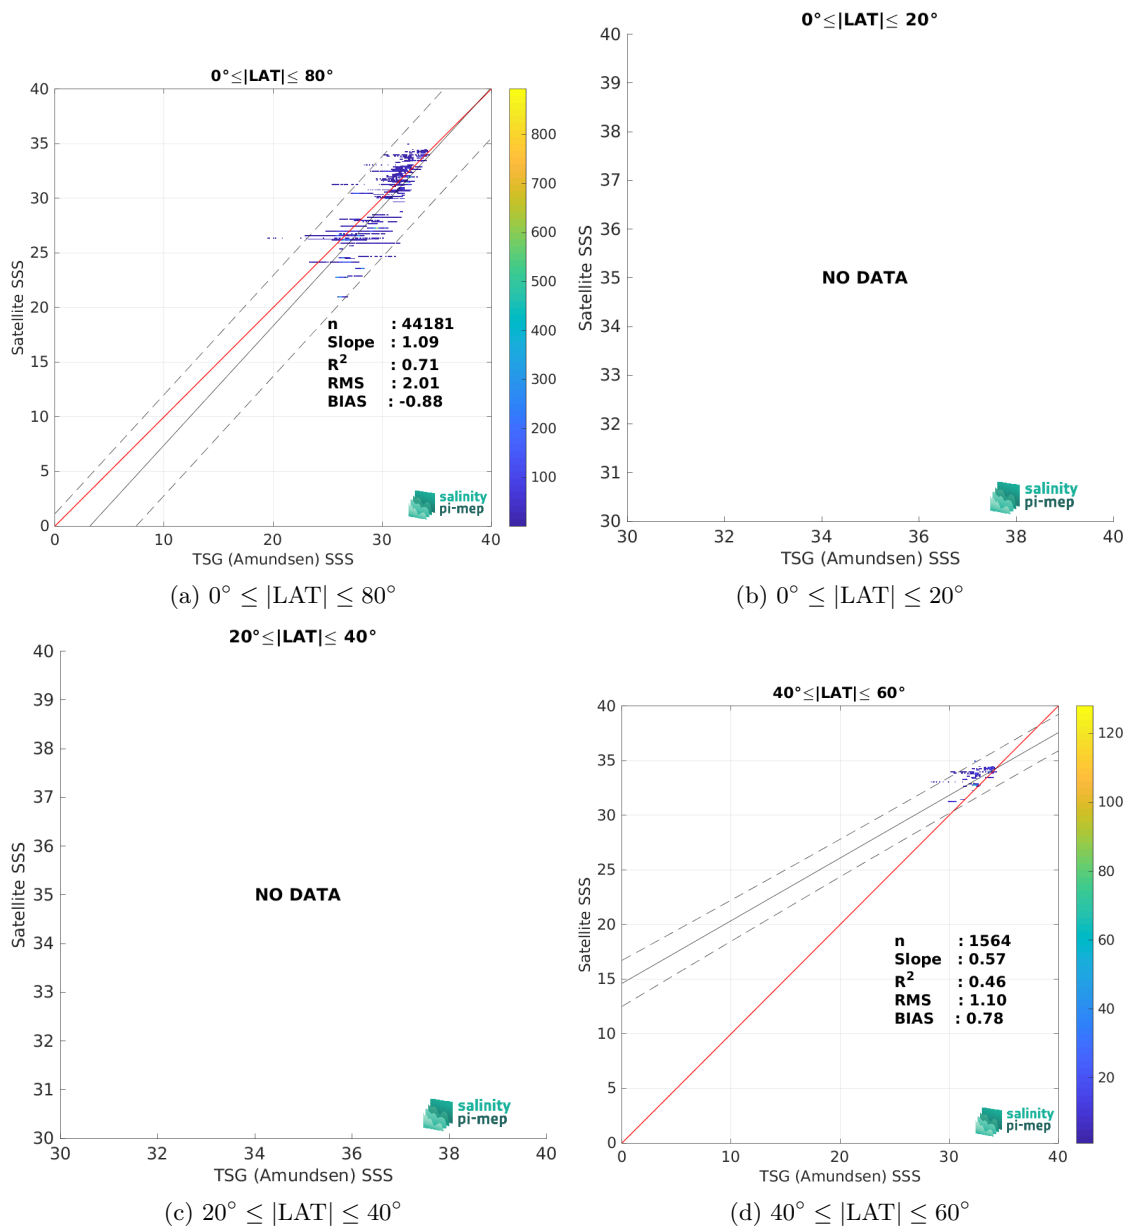 0°≤|LAT|≤ 80°
40
35
30
25
20
15
10
5
0
0
10
20
30
40
Satellite SSS
TSG (Amundsen) SSS
n : 44181
Slope : 1.09
R² : 0.71
RMS : 2.01
BIAS : -0.88
salinity
pi-mep
800
700
600
500
400
300
200
100
(a) 0° ≤ |LAT| ≤ 80°
0°≤|LAT|≤ 20°
40
39
38
37
36
35
34
33
32
31
30
30
32
34
36
38
40
Satellite SSS
TSG (Amundsen) SSS
NO DATA
salinity
pi-mep
(b) 0° ≤ |LAT| ≤ 20°
20°≤|LAT|≤ 40°
40
39
38
37
36
35
34
33
32
31
30
30
32
34
36
38
40
Satellite SSS
TSG (Amundsen) SSS
NO DATA
salinity
pi-mep
(c) 20° ≤ |LAT| ≤ 40°
40°≤|LAT|≤ 60°
40
35
30
25
20
15
10
5
0
0
10
20
30
40
Satellite SSS
TSG (Amundsen) SSS
n : 1564
Slope : 0.57
R² : 0.46
RMS : 1.10
BIAS : 0.78
salinity
pi-mep
120
100
80
60
40
20
(d) 40° ≤ |LAT| ≤ 60°